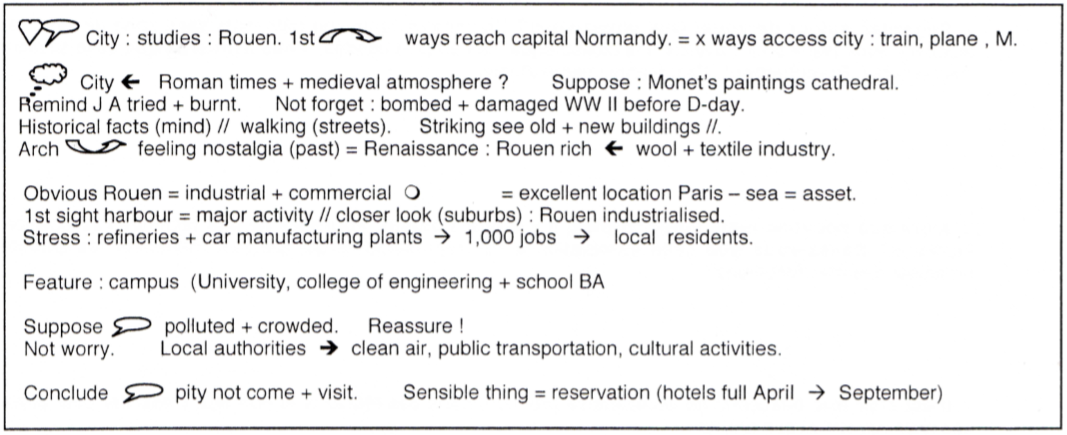 City : studies : Rouen. 1st ways reach capital Normandy. = x ways access city : train, plane , M.
City ← Roman times + medieval atmosphere ? Suppose : Monet's paintings cathedral.
Remind J A tried + burnt. Not forget : bombed + damaged WW II before D-day.
Historical facts (mind) // walking (streets). Striking see old + new buildings //.
Arch feeling nostalgia (past) = Renaissance : Rouen rich ← wool + textile industry.
Obvious Rouen = industrial + commercial O = excellent location Paris – sea = asset.
1st sight harbour = major activity // closer look (suburbs) : Rouen industrialised.
Stress : refineries + car manufacturing plants → 1,000 jobs → local residents.
Feature : campus (University, college of engineering + school BA
Suppose polluted + crowded. Reassure !
Not worry. Local authorities → clean air, public transportation, cultural activities.
Conclude pity not come + visit. Sensible thing = reservation (hotels full April → September)